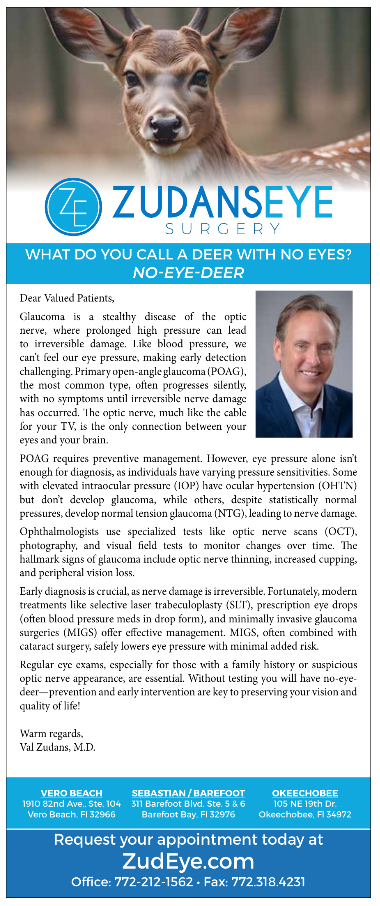 ZE
ZUDANSEYE
SURGERY
WHAT DO YOU CALL A DEER WITH NO EYES?
NO-EYE-DEER
Dear Valued Patients,
Glaucoma is a stealthy disease of the optic
nerve, where prolonged high pressure can lead
to irreversible damage. Like blood pressure, we
can't feel our eye pressure, making early detection
challenging. Primary open-angle glaucoma (POAG),
the most common type, often progresses silently,
with no symptoms until irreversible nerve damage
has occurred. The optic nerve, much like the cable
for your TV, is the only connection between your
eyes and your brain.
POAG requires preventive management. However, eye pressure alone isn't
enough for diagnosis, as individuals have varying pressure sensitivities. Some
with elevated intraocular pressure (IOP) have ocular hypertension (OHTN)
but don't develop glaucoma, while others, despite statistically normal
pressures, develop normal tension glaucoma (NTG), leading to nerve damage.
Ophthalmologists use specialized tests like optic nerve scans (OCT),
photography, and visual field tests to monitor changes over time. The
hallmark signs of glaucoma include optic nerve thinning, increased cupping,
and peripheral vision loss.
Early diagnosis is crucial, as nerve damage is irreversible. Fortunately, modern
treatments like selective laser trabeculoplasty (SLT), prescription eye drops
(often blood pressure meds in drop form), and minimally invasive glaucoma
surgeries (MIGS) offer effective management. MIGS, often combined with
cataract surgery, safely lowers eye pressure with minimal added risk.
Regular eye exams, especially for those with a family history or suspicious
optic nerve appearance, are essential. Without testing you will have no-eye-
deer—prevention and early intervention are key to preserving your vision and
quality of life!
Warm regards,
Val Zudans, M.D.
VERO BEACH
1910 82nd Ave., Ste. 104
Vero Beach, Fl 32966
SEBASTIAN / BAREFOOT
311 Barefoot Blvd. Ste. 5 & 6
Barefoot Bay, Fl 32976
OKEECHOBEE
105 NE 19th Dr.
Okeechobee, Fl 34972
Request your appointment today at
ZudEye.com
Office: 772-212-1562 • Fax: 772.318.4231